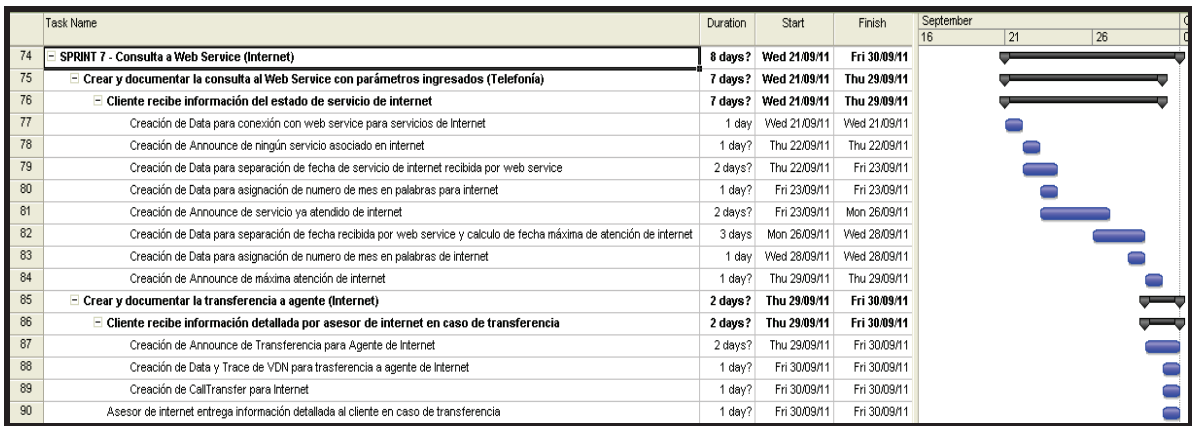 Task Name Duration Start Finish September
16 21 26
74 SPRINT 7 - Consulta a Web Service (Internet) 8 days? Wed 21/09/11 Fri 30/09/11
75 Crear y documentar la consulta al Web Service con parámetros ingresados (Telefonía) 7 days? Wed 21/09/11 Thu 29/09/11
76 Cliente recibe información del estado de servicio de internet 7 days? Wed 21/09/11 Thu 29/09/11
77 Creación de Data para conexión con web service para servicios de Internet 1 day Wed 21/09/11 Wed 21/09/11
78 Creación de Announce de ningún servicio asociado en internet 1 day? Thu 22/09/11 Thu 22/09/11
79 Creación de Data para separación de fecha de servicio de internet recibida por web service 2 days? Thu 22/09/11 Fri 23/09/11
80 Creación de Data para asignación de numero de mes en palabras para internet 1 day? Fri 23/09/11 Fri 23/09/11
81 Creación de Announce de servicio ya atendido de internet 2 days? Fri 23/09/11 Mon 26/09/11
82 Creación de Data para separación de fecha recibida por web service y calculo de fecha máxima de atención de internet 3 days Mon 26/09/11 Wed 28/09/11
83 Creación de Data para asignación de numero de mes en palabras de internet 1 day Wed 28/09/11 Wed 28/09/11
84 Creación de Announce de máxima atención de internet 1 day? Thu 29/09/11 Thu 29/09/11
85 Crear y documentar la transferencia a agente (Internet) 2 days? Thu 29/09/11 Fri 30/09/11
86 Cliente recibe información detallada por asesor de internet en caso de transferencia 2 days? Thu 29/09/11 Fri 30/09/11
87 Creación de Announce de Transferencia para Agente de Internet 2 days? Thu 29/09/11 Fri 30/09/11
88 Creación de Data y Trace de VDN para trasferencia a agente de Internet 1 day? Fri 30/09/11 Fri 30/09/11
89 Creación de CallTransfer para Internet 1 day? Fri 30/09/11 Fri 30/09/11
90 Asesor de internet entrega información detallada al cliente en caso de transferencia 1 day? Fri 30/09/11 Fri 30/09/11